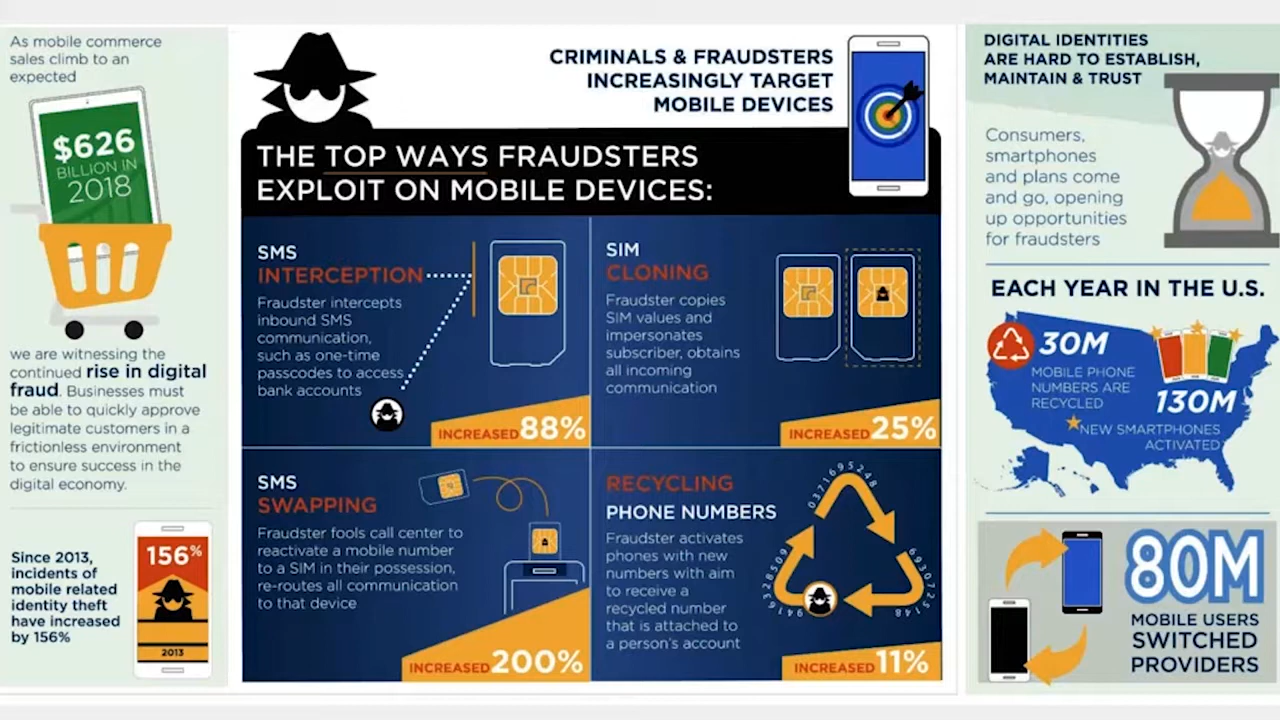 As mobile commerce
sales climb to an
expected
$626
BILLION IN
2018
we are witnessing the
continued rise in digital
fraud. Businesses must
be able to quickly approve
legitimate customers in a
frictionless environment
to ensure success in the
digital economy.
Since 2013,
incidents of
mobile related
identity theft
have increased
by 156%
156%
2013
CRIMINALS & FRAUDSTERS
INCREASINGLY TARGET
MOBILE DEVICES
THE TOP WAYS FRAUDSTERS
EXPLOIT ON MOBILE DEVICES:
SMS
INTERCEPTION
Fraudster intercepts
inbound SMS
communication,
such as one-time
passcodes to access
bank accounts
INCREASED 88%
SIM
CLONING
Fraudster copies
SIM values and
impersonates
subscriber, obtains
all incoming
communication
INCREASED 25%
SMS
SWAPPING
Fraudster fools call center to
reactivate a mobile number
to a SIM in their possession,
re-routes all communication
to that device
INCREASED 200%
RECYCLING
PHONE NUMBERS
Fraudster activates
phones with new
numbers with aim
to receive a
recycled number
that is attached to
a person's account
0371695248
6930725148
INCREASED 11%
DIGITAL IDENTITIES
ARE HARD TO ESTABLISH,
MAINTAIN & TRUST
Consumers,
smartphones
and plans come
and go, opening
up opportunities
for fraudsters
EACH YEAR IN THE U.S.
30M
MOBILE PHONE
NUMBERS ARE
RECYCLED
130M
NEW SMARTPHONES
ACTIVATED
80M
MOBILE USERS
SWITCHED
PROVIDERS